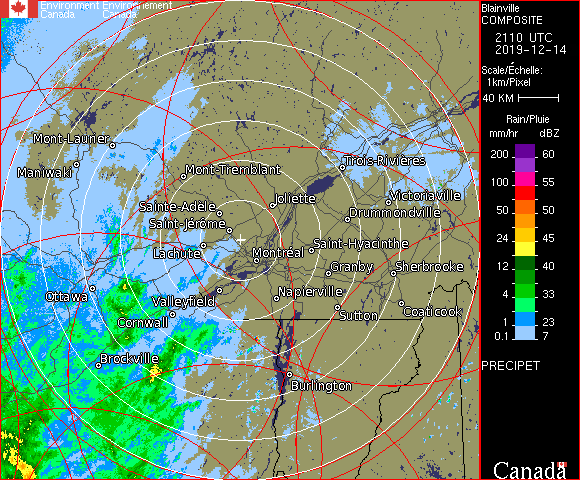 Environment Environnement
Canada Canada
Blainville
COMPOSITE
2110 UTC
2019-12-14
Scale/Échelle:
1km/Pixel
40 KM
Rain/Pluie
mm/hr dBZ
200 60
100 55
50 50
24 45
12 40
4 33
1 23
0.1 7
PRECIPET
Canada
Mont-Laurier
Maniwaki
Mont-Tremblant
Trois-Rivières
Sainte-Adèle
Joliette
Victoriaville
Saint-Jérôme
Drummondville
Lachute
Montréal
Saint-Hyacinthe
Granby
Sherbrooke
Ottawa
Valleyfield
Napierville
Cornwall
Sutton
Coaticook
Brockville
Burlington